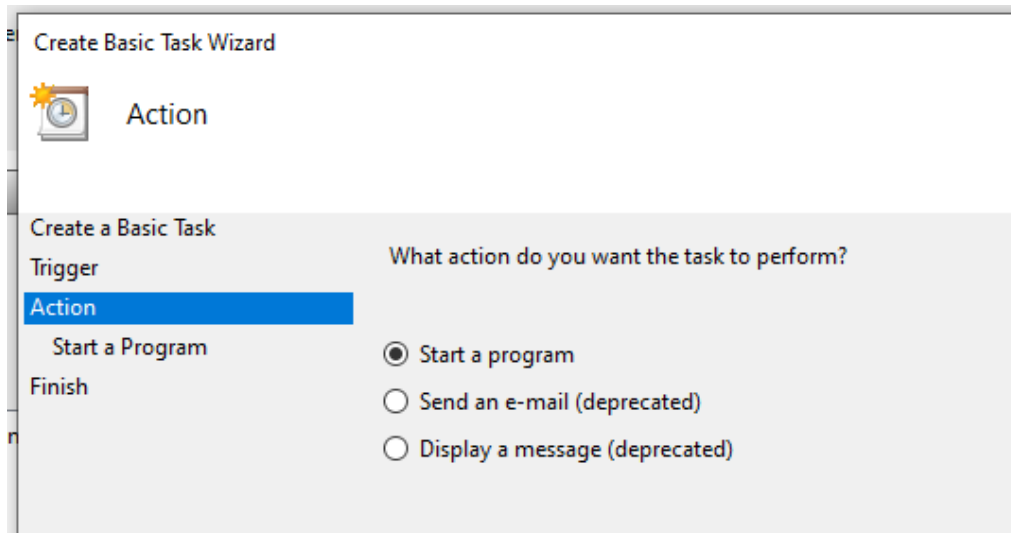 Create Basic Task Wizard
Action
Create a Basic Task
Trigger
Action
Start a Program
Finish
What action do you want the task to perform?
Start a program
Send an e-mail (deprecated)
Display a message (deprecated)